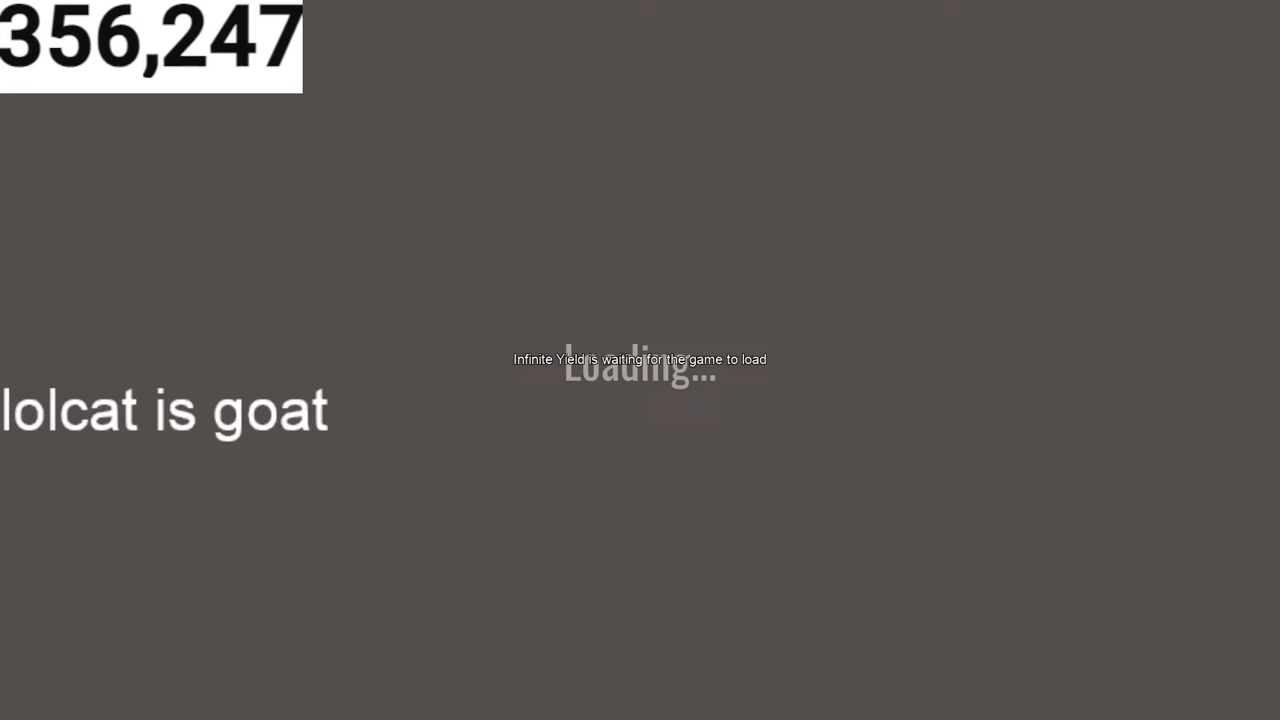 356,247
Infinite Yield is waiting for the game to load
Loading...
lolcat is goat